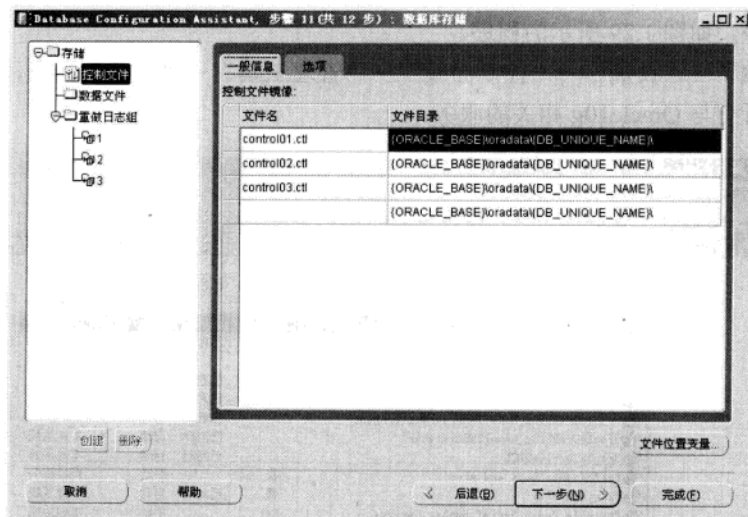 Database Configuration Assistant, 步骤 11(共 12 步) : 数据库存储
存储
控制文件
数据文件
重做日志组
1
2
3
一般信息 选项
控制文件镜像:
文件名 文件目录
control01.ctl {ORACLE_BASE}\oradata\{DB_UNIQUE_NAME}\
control02.ctl {ORACLE_BASE}\oradata\{DB_UNIQUE_NAME}\
control03.ctl {ORACLE_BASE}\oradata\{DB_UNIQUE_NAME}\
{ORACLE_BASE}\oradata\{DB_UNIQUE_NAME}\
创建 删除 文件位置变量...
取消 帮助 后退(B) 下一步(N) 完成(F)